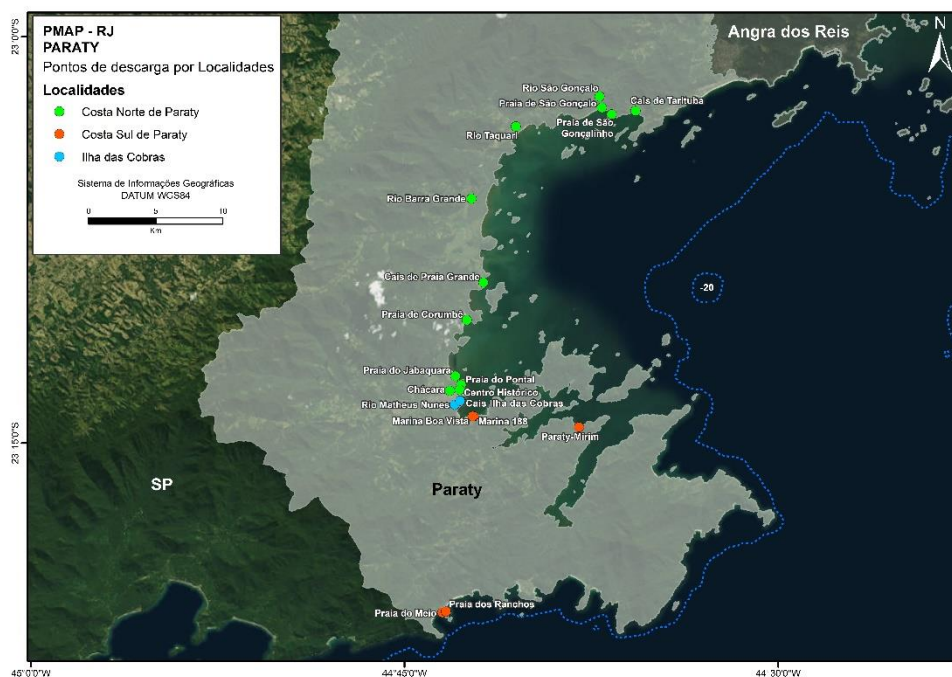 PMAP - RJ
PARATY
Pontos de descarga por Localidades
Localidades
Costa Norte de Paraty
Costa Sul de Paraty
Ilha das Cobras
Sistema de Informações Geográficas
DATUM WGS84
0 5 10
Km
Angra dos Reis
N
23°0'0"S
Rio São Gonçalo
Praia de São Gonçalo
Cais de Tarituba
Praia de São
Gonçalinho
Rio Taquari
Rio Barra Grande
Cais de Praia Grande
-20
Praia de Corumbê
Praia do Jabaquara
Praia do Pontal
Chácara
Centro Histórico
Rio Matheus Nunes
Cais Ilha das Cobras
Marina Boa Vista
Marina 188
Paraty-Mirim
23°15'0"S
SP
Paraty
Praia do Meio
Praia dos Ranchos
45°0'0"W
44°45'0"W
44°30'0"W